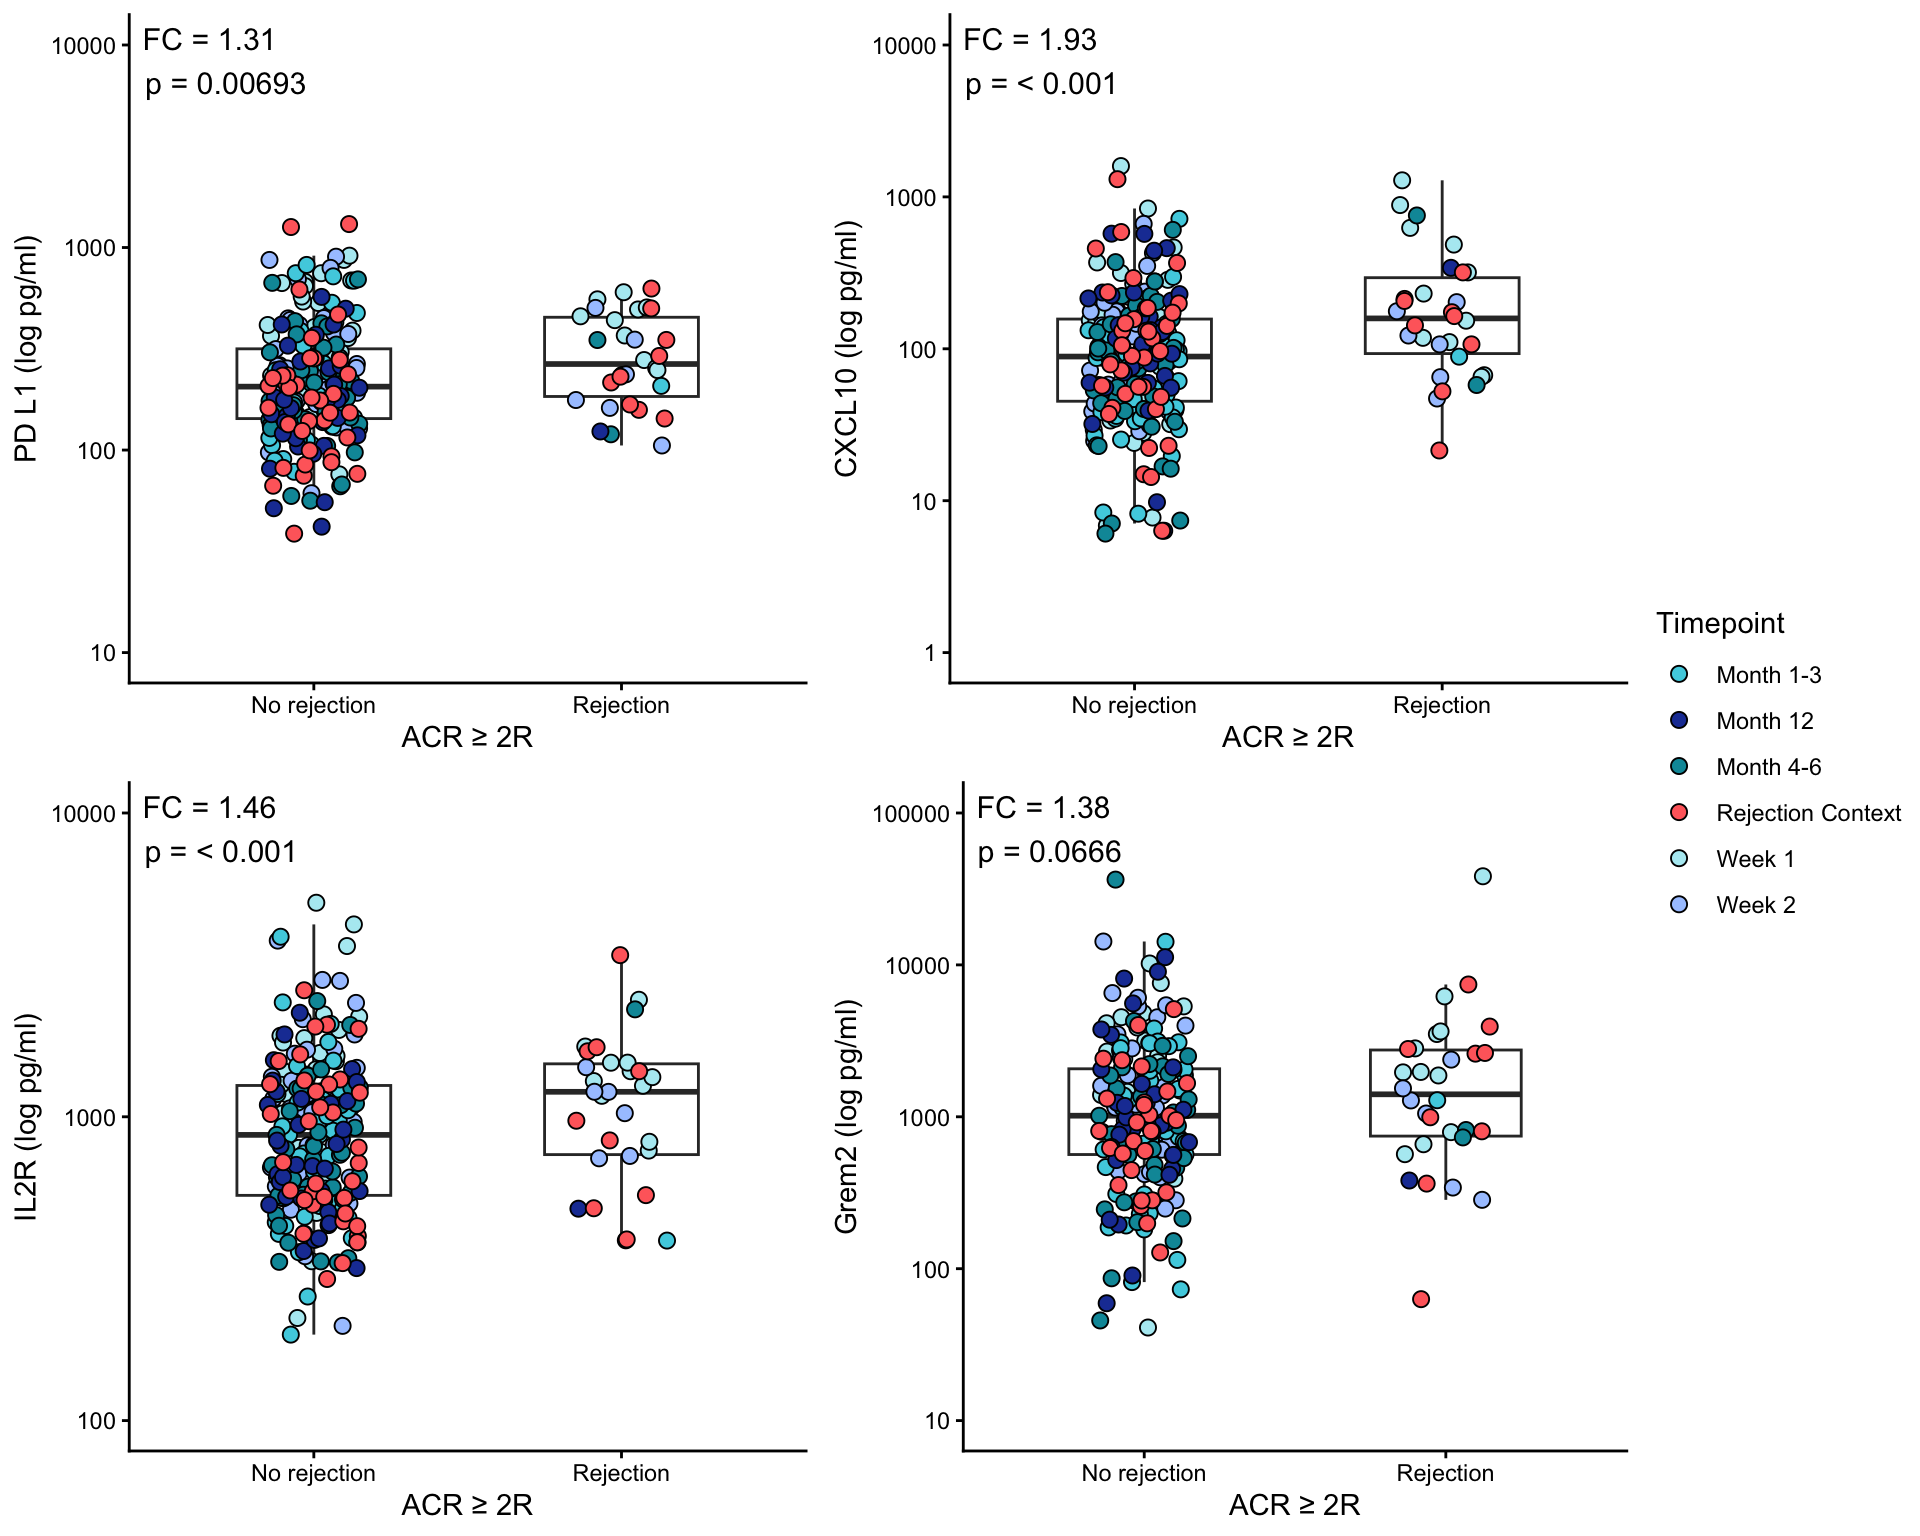 FC = 1.31
p = 0.00693
10000
1000
100
10
PD L1 (log pg/ml)
No rejection
Rejection
ACR ≥ 2R
FC = 1.93
p = < 0.001
10000
1000
100
10
1
CXCL10 (log pg/ml)
No rejection
Rejection
ACR ≥ 2R
FC = 1.46
p = < 0.001
10000
1000
100
IL2R (log pg/ml)
No rejection
Rejection
ACR ≥ 2R
FC = 1.38
p = 0.0666
100000
10000
1000
100
10
Grem2 (log pg/ml)
No rejection
Rejection
ACR ≥ 2R
Timepoint
Month 1-3
Month 12
Month 4-6
Rejection Context
Week 1
Week 2